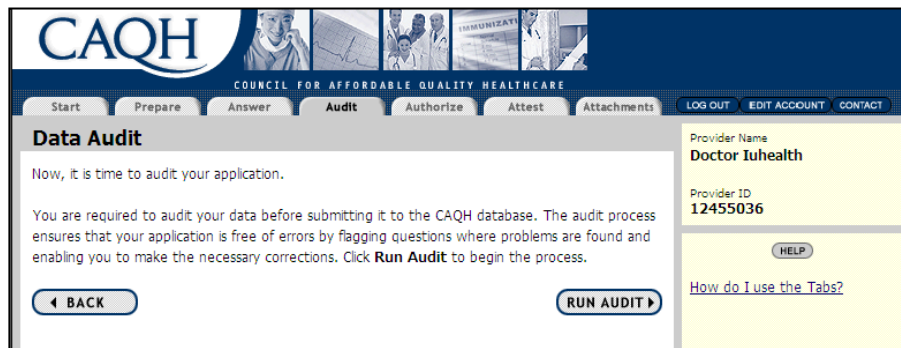 CAQH
IMMUNIZATI
COUNCIL FOR AFFORDABLE QUALITY HEALTHCARE
Start Prepare Answer Audit Authorize Attest Attachments LOG OUT EDIT ACCOUNT CONTACT
Data Audit
Now, it is time to audit your application.
You are required to audit your data before submitting it to the CAQH database. The audit process
ensures that your application is free of errors by flagging questions where problems are found and
enabling you to make the necessary corrections. Click Run Audit to begin the process.
BACK
RUN AUDIT
Provider Name
Doctor Iuhealth
Provider ID
12455036
HELP
How do I use the Tabs?